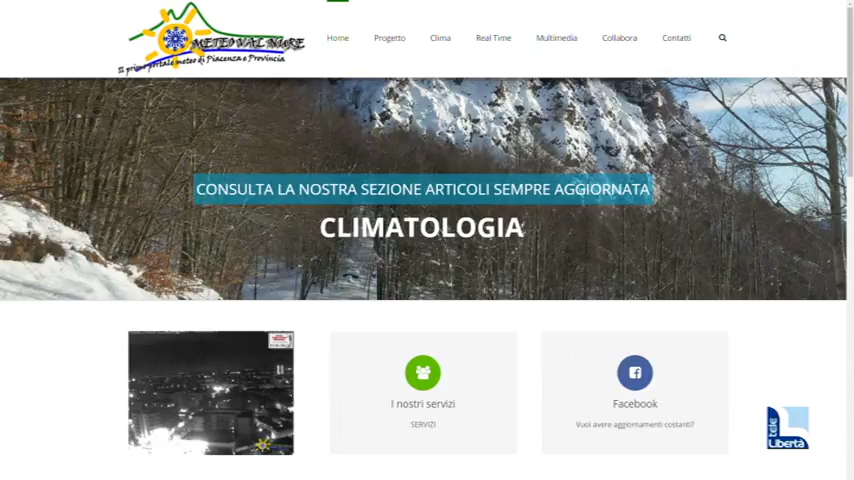 METEO VAL NURE
Il primo portale meteo di Piacenza e Provincia
Home
Progetto
Clima
Real Time
Multimedia
Collabora
Contatti
CONSULTA LA NOSTRA SEZIONE ARTICOLI SEMPRE AGGIORNATA
CLIMATOLOGIA
I nostri servizi
SERVIZI
Facebook
Vuoi avere aggiornamenti costanti?
tele
Libertà